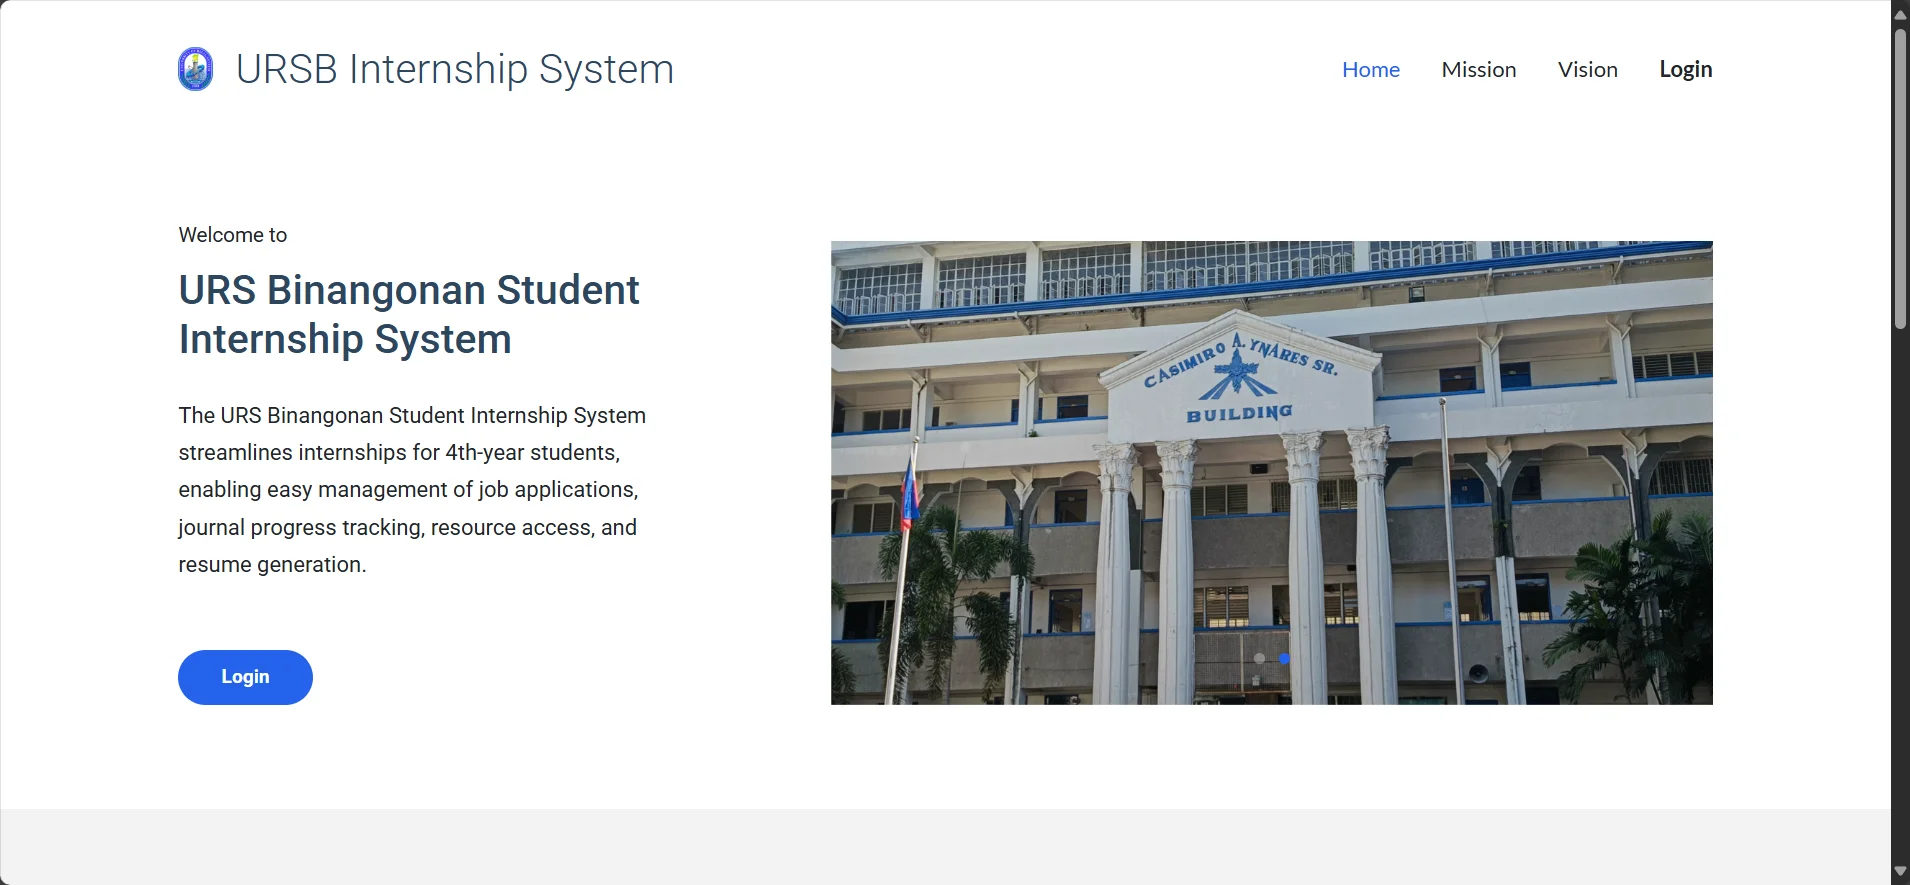 URSB Internship System
Home Mission Vision Login
Welcome to
URS Binangonan Student
Internship System
The URS Binangonan Student Internship System
streamlines internships for 4th-year students,
enabling easy management of job applications,
journal progress tracking, resource access, and
resume generation.
Login
CASIMIRO A. YNARES SR.
BUILDING